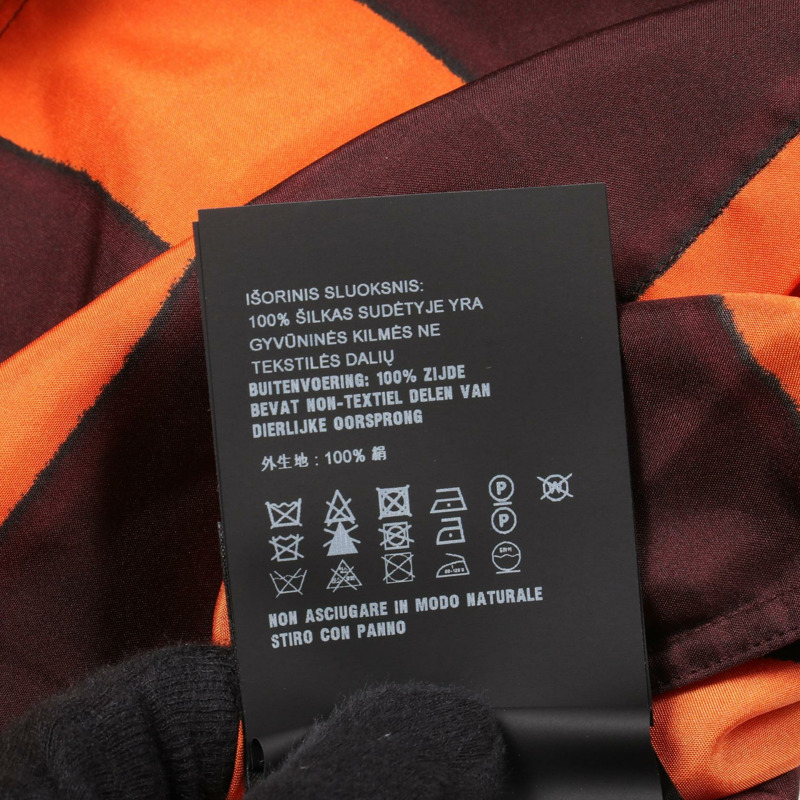 IŠORINIS SLUOKSNIS:
100% ŠILKAS SUDĖTYJE YRA
GYVŪNINĖS KILMĖS NE
TEKSTILĖS DALIŲ
BUITENVOERING: 100% ZIJDE
BEVAT NON-TEXTIEL DELEN VAN
DIERLIJKE OORSPRONG
外生地 : 100% 絹
P W
P
NON ASCIUGARE IN MODO NATURALE
STIRO CON PANNO